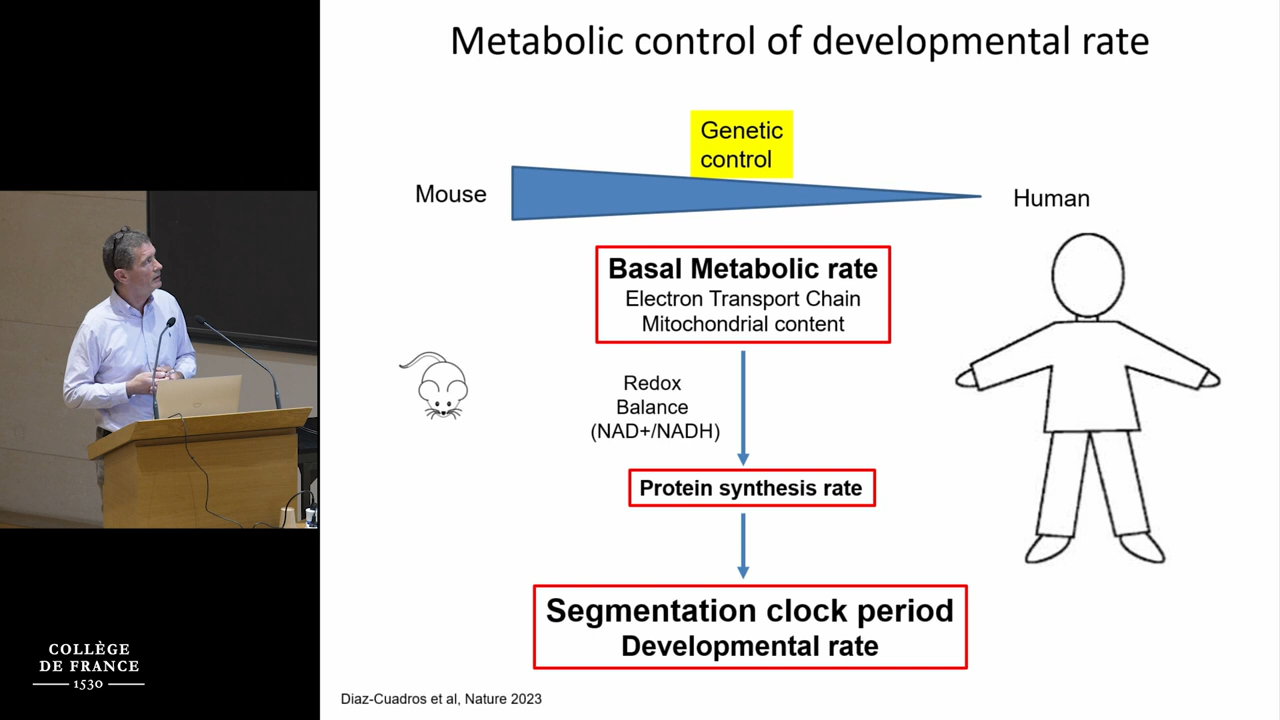 Metabolic control of developmental rate
Genetic
control
Mouse
Human
Basal Metabolic rate
Electron Transport Chain
Mitochondrial content
Redox
Balance
(NAD+/NADH)
Protein synthesis rate
Segmentation clock period
Developmental rate
Diaz-Cuadros et al, Nature 2023
COLLÈGE
DE FRANCE
1530